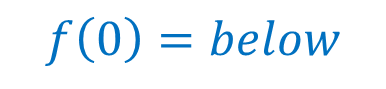 f(0) = below